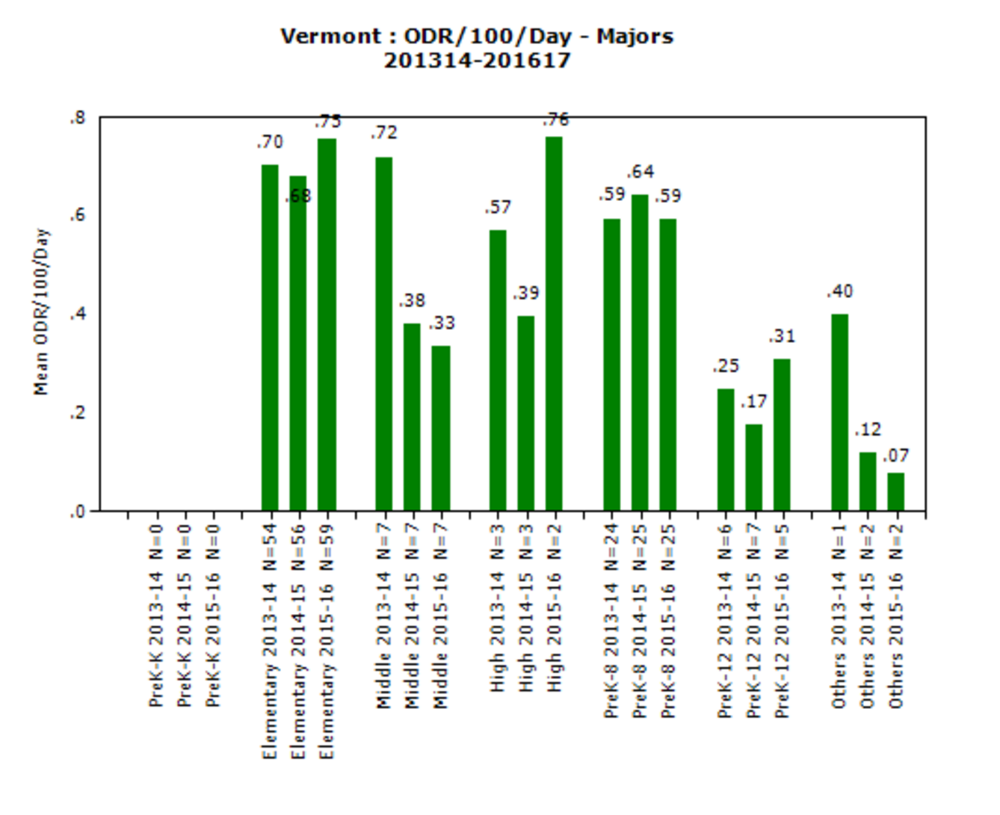 Vermont : ODR/100/Day - Majors
201314-201617
Mean ODR/100/Day
.8
.6
.4
.2
.0
.70
.68
.75
.72
.38
.33
.57
.39
.76
.59
.64
.59
.25
.17
.31
.40
.12
.07
PreK-K 2013-14 N=0
PreK-K 2014-15 N=0
PreK-K 2015-16 N=0
Elementary 2013-14 N=54
Elementary 2014-15 N=56
Elementary 2015-16 N=59
Middle 2013-14 N=7
Middle 2014-15 N=7
Middle 2015-16 N=7
High 2013-14 N=3
High 2014-15 N=3
High 2015-16 N=2
PreK-8 2013-14 N=24
PreK-8 2014-15 N=25
PreK-8 2015-16 N=25
PreK-12 2013-14 N=6
PreK-12 2014-15 N=7
PreK-12 2015-16 N=5
Others 2013-14 N=1
Others 2014-15 N=2
Others 2015-16 N=2